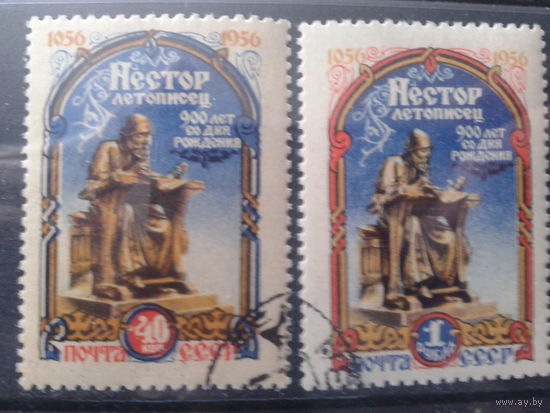 1056 1956
Нестор
летописец
900 лет
со дня
рождения
40
коп
ПОЧТА СССР
1056 1956
Нестор
летописец
900 лет
со дня
рождения
1
ПОЧТА СССР
www.ay.by